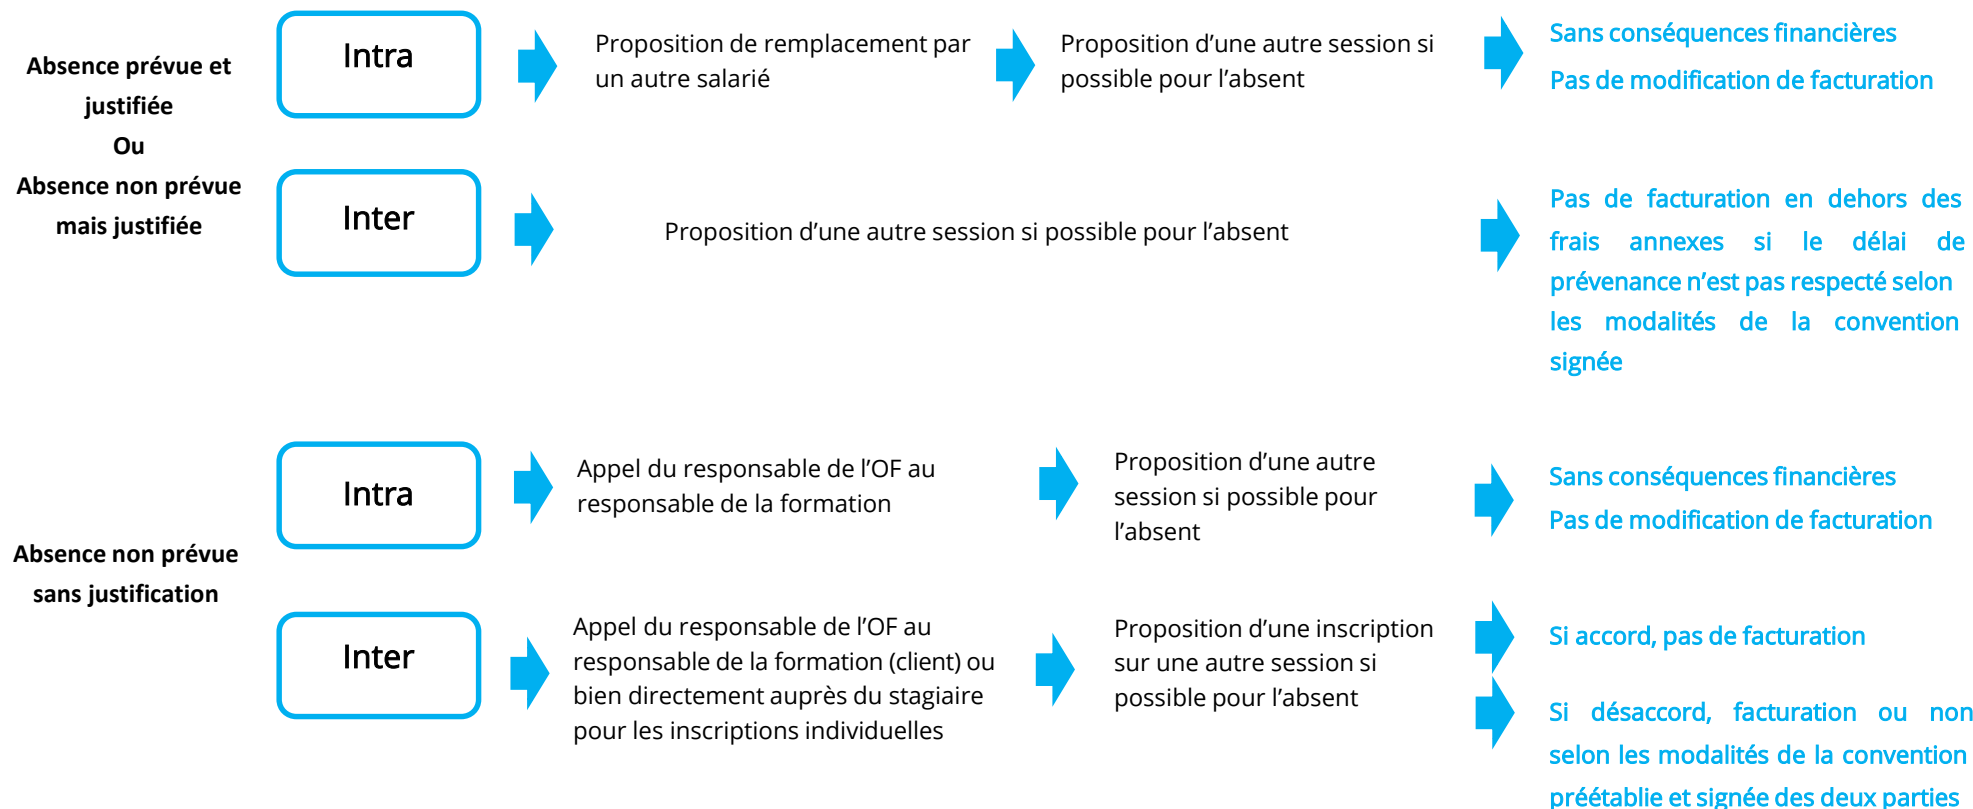 Absence prévue et
justifiée
Ou
Absence non prévue
mais justifiée
Intra
Proposition de remplacement par
un autre salarié
Proposition d’une autre session si
possible pour l’absent
Sans conséquences financières
Pas de modification de facturation
Inter
Proposition d’une autre session si possible pour l’absent
Pas de facturation en dehors des
frais annexes si le délai de
prévenance n’est pas respecté selon
les modalités de la convention
signée
Absence non prévue
sans justification
Intra
Appel du responsable de l’OF au
responsable de la formation
Proposition d’une autre
session si possible pour
l’absent
Sans conséquences financières
Pas de modification de facturation
Inter
Appel du responsable de l’OF au
responsable de la formation (client) ou
bien directement auprès du stagiaire
pour les inscriptions individuelles
Proposition d’une inscription
sur une autre session si
possible pour l’absent
Si accord, pas de facturation
Si désaccord, facturation ou non
selon les modalités de la convention
préétablie et signée des deux parties